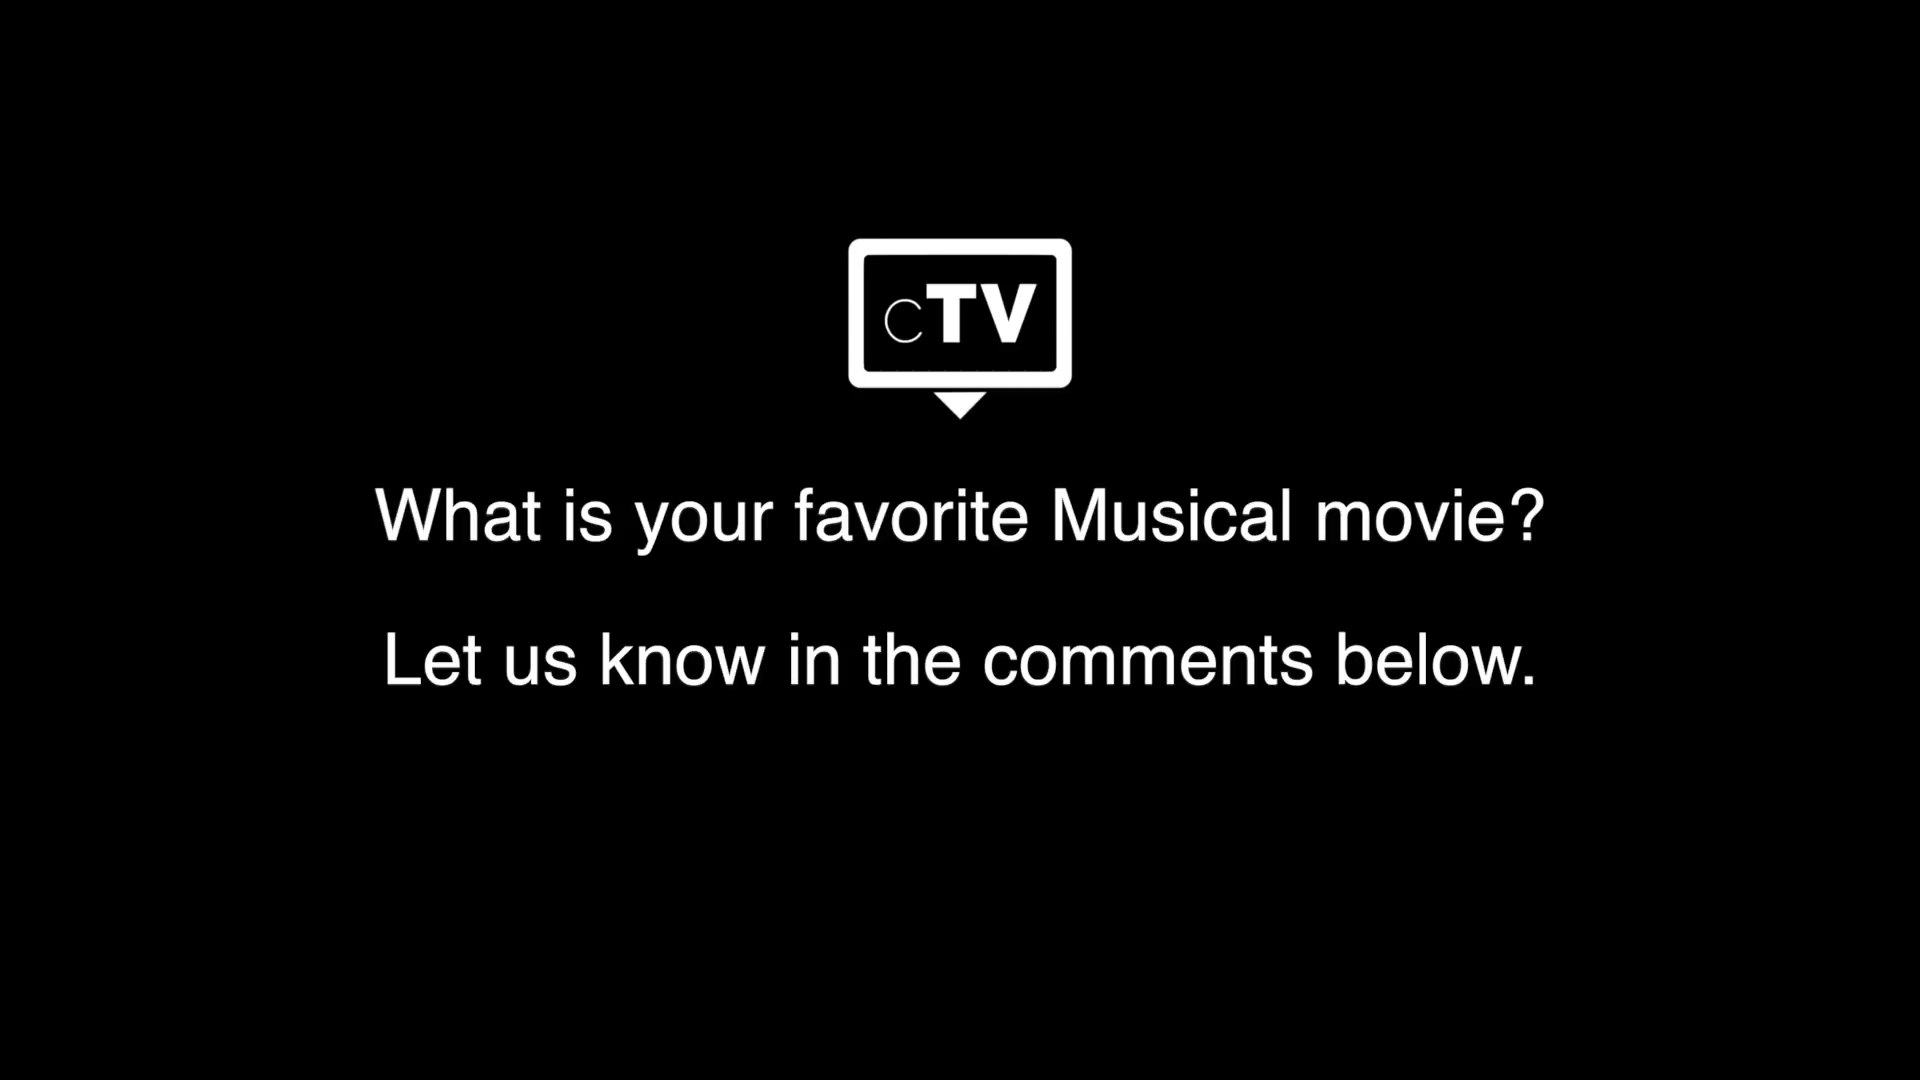 cTV
What is your favorite Musical movie?
Let us know in the comments below.